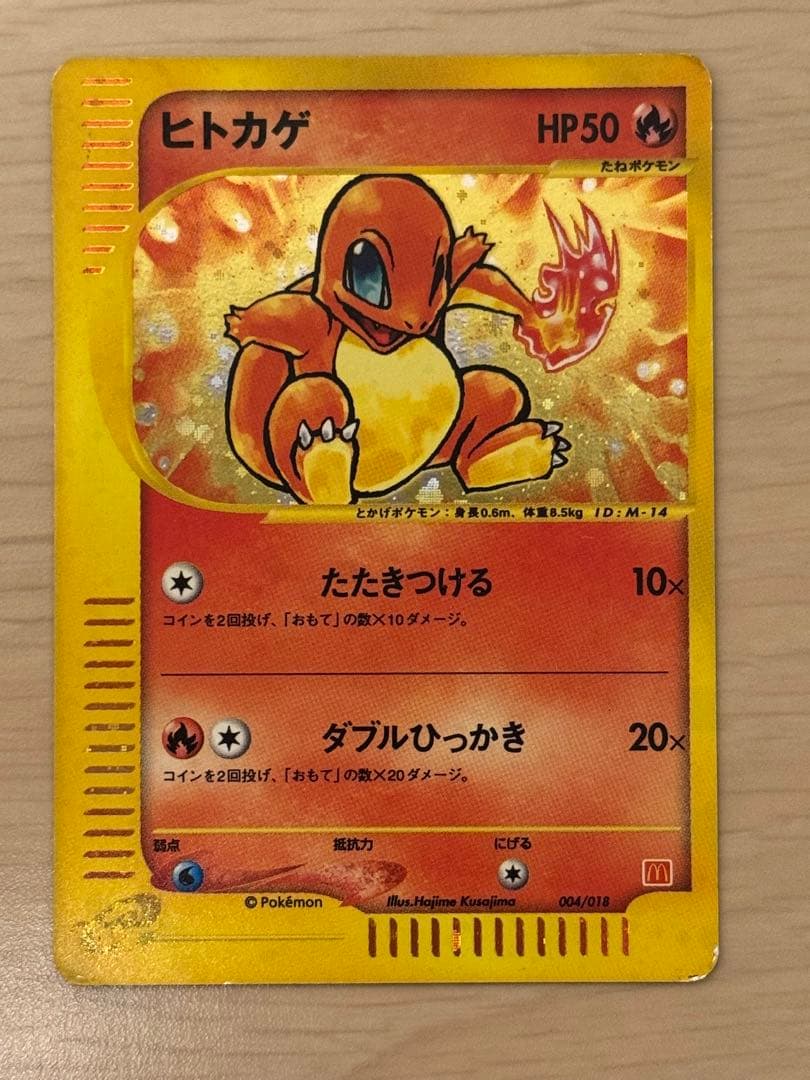 ヒトカゲ HP50
たねポケモン
とかげポケモン：身長0.6m、体重8.5kg ID:M-14
たたきつける 10×
コインを2回投げ、「おもて」の数×10ダメージ。
ダブルひっかき 20×
コインを2回投げ、「おもて」の数×20ダメージ。
弱点 抵抗力 にげる
© Pokémon Illus.Hajime Kusajima 004/018